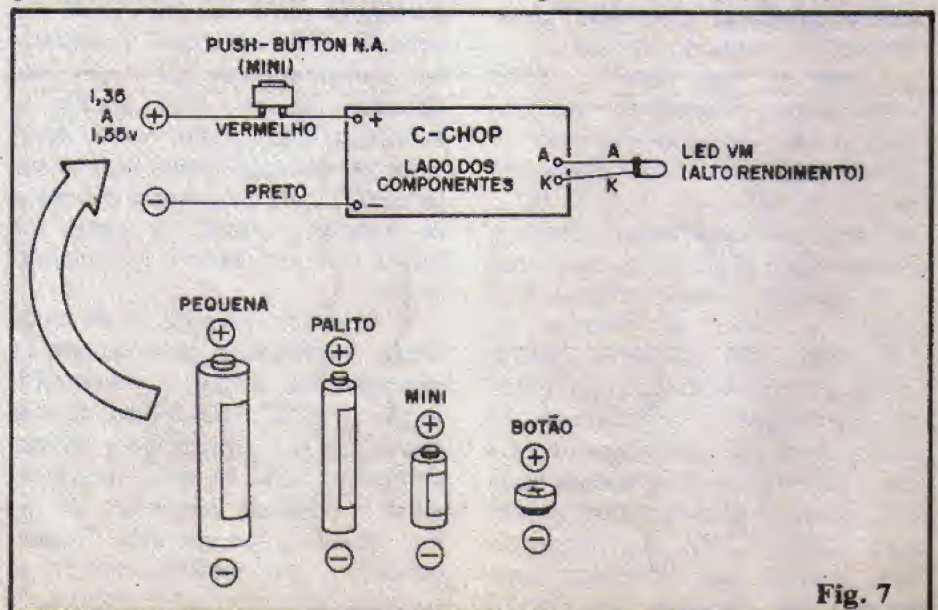 PUSH-BUTTON N.A.
(MINI)
1,35
A
1,55v
+
VERMELHO
+
C-CHOP
LADO DOS
COMPONENTES
A
A
K
K
LED VM
(ALTO RENDIMENTO)
−
PRETO
−
PEQUENA
+
−
PALITO
+
−
MINI
+
−
BOTÃO
+
−
Fig. 7